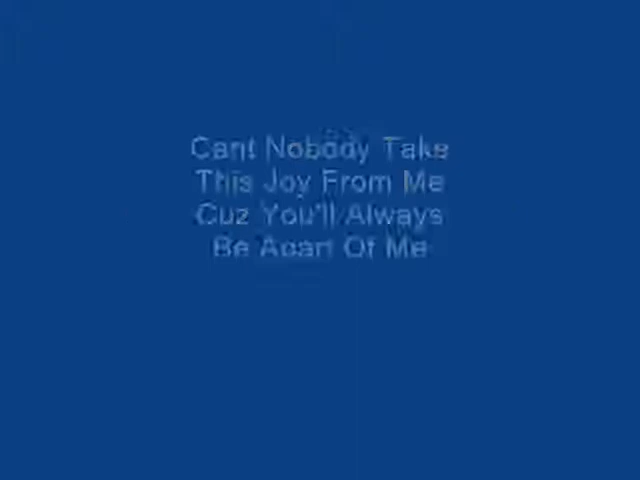 Cant Nobody Take
This Joy From Me
Cuz You'll Always
Be Apart Of Me